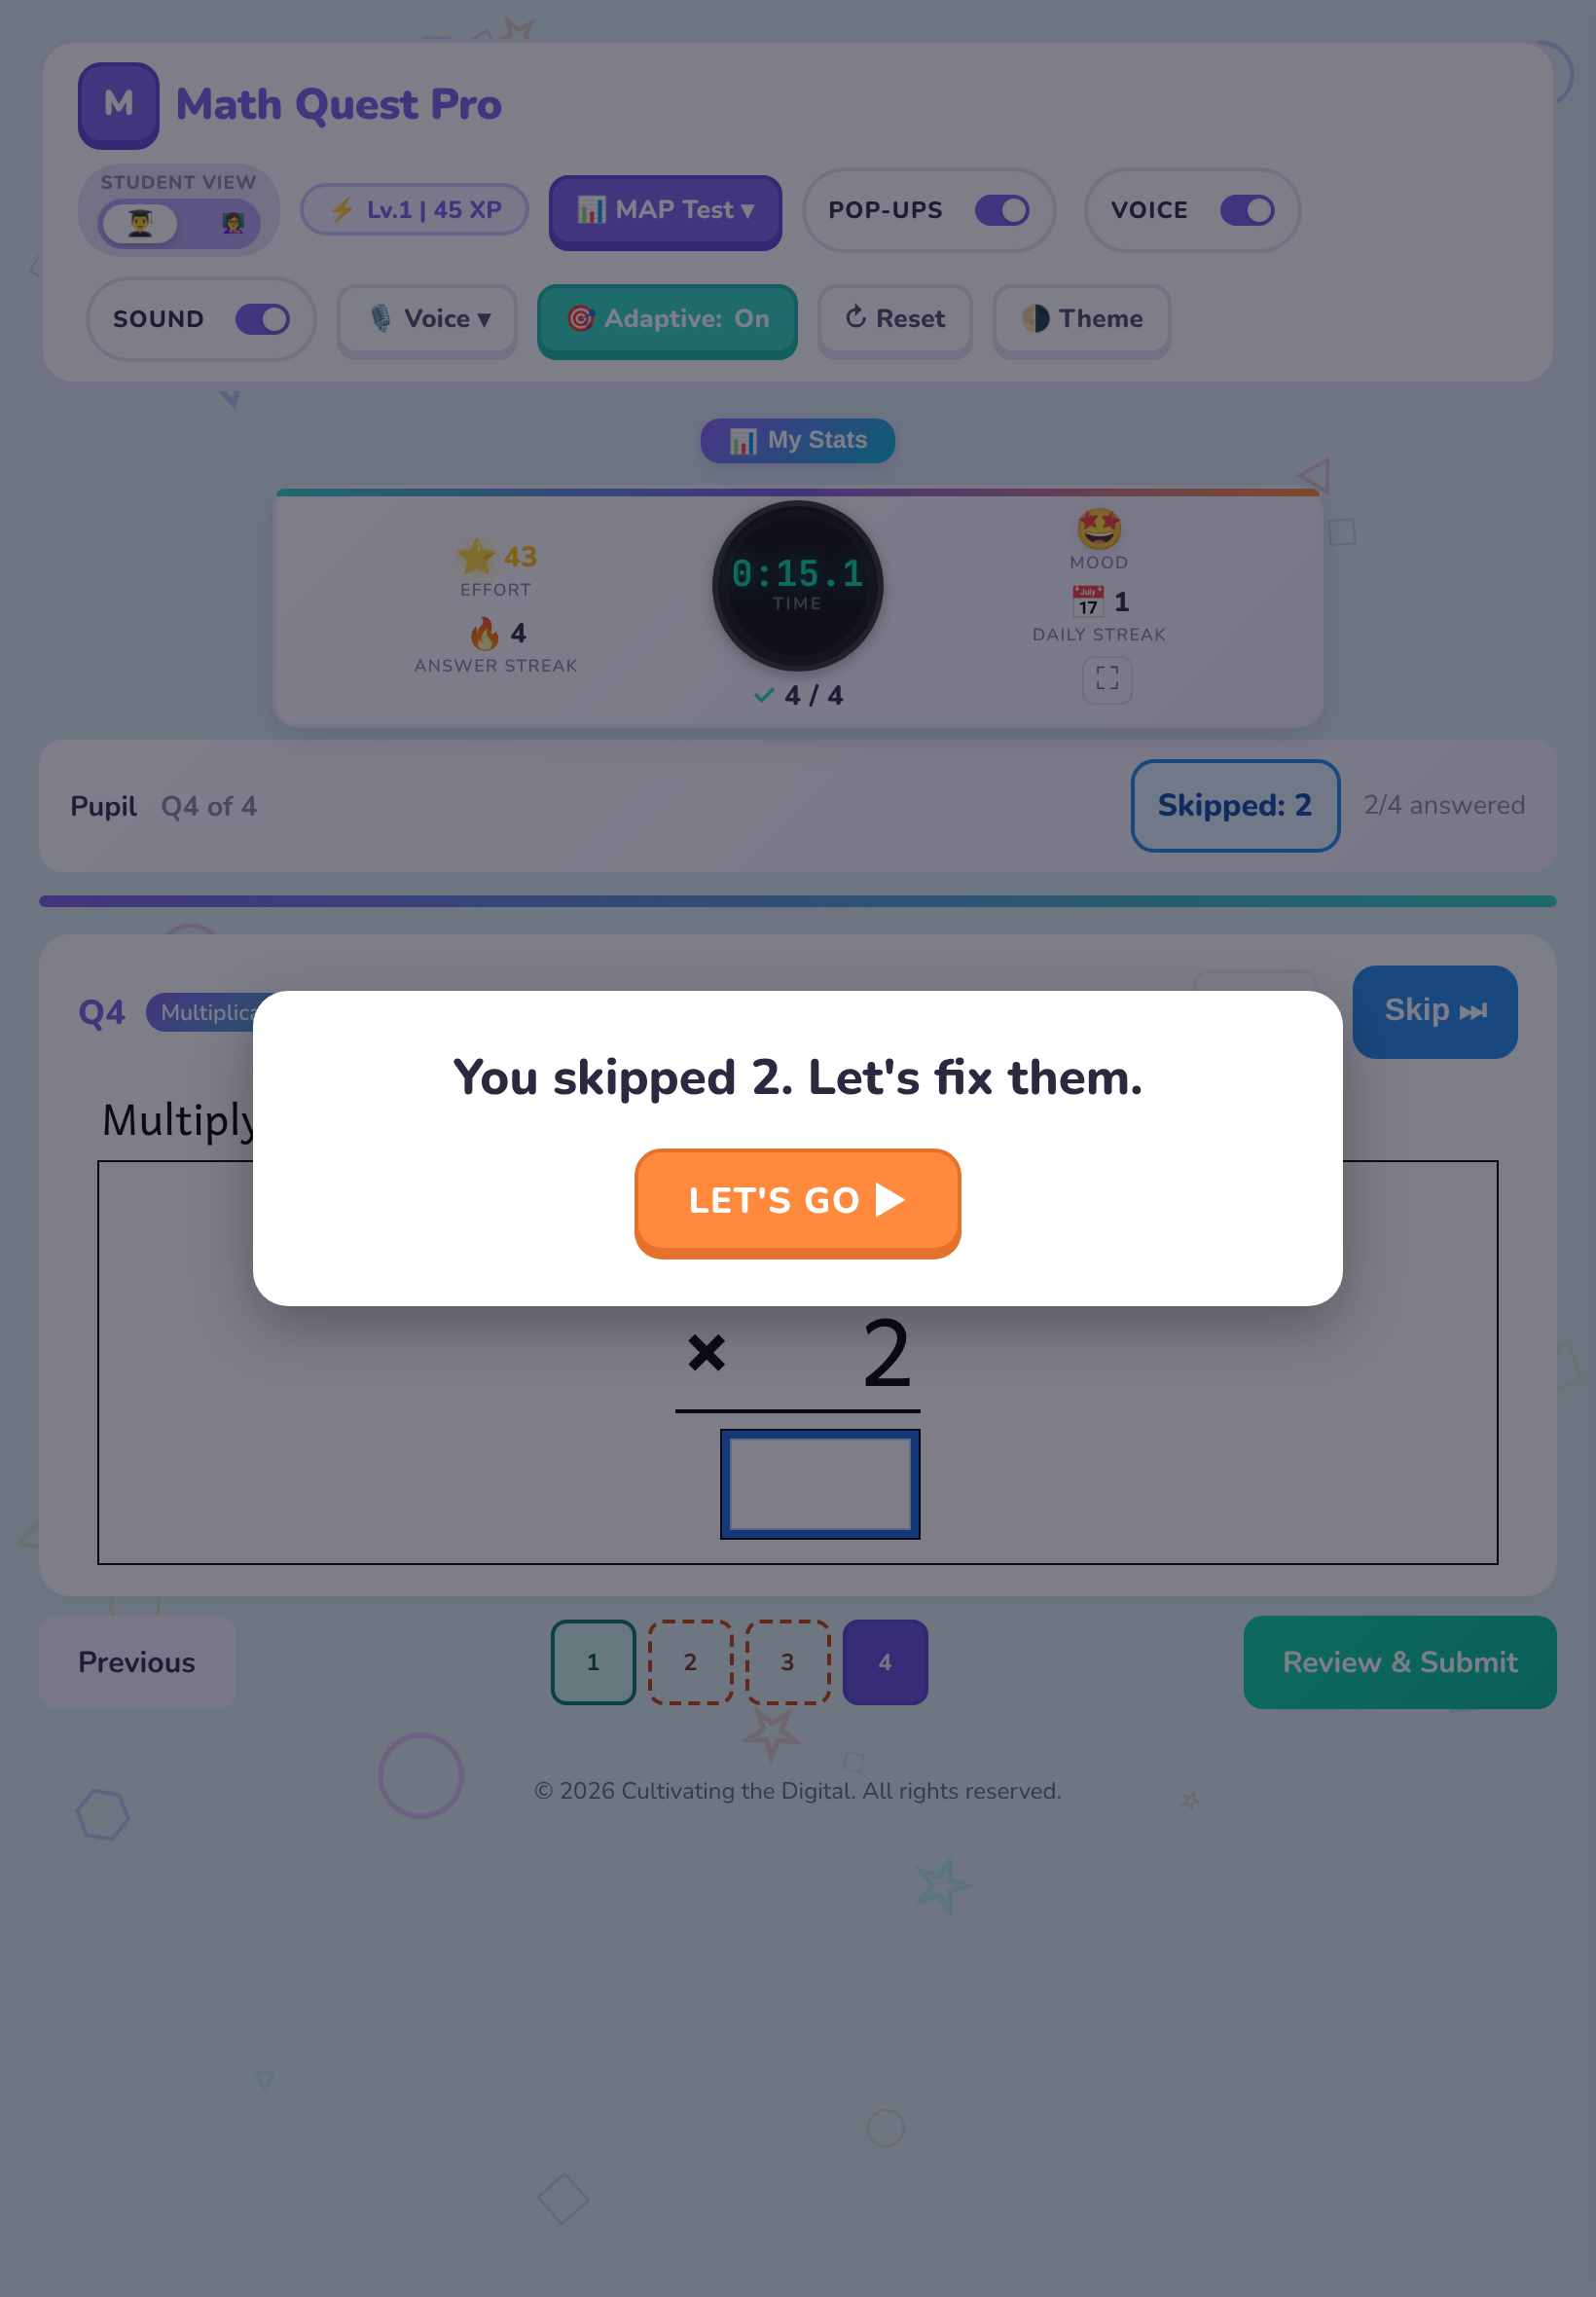 M Math Quest Pro
STUDENT VIEW
⚡ Lv.1 | 45 XP
📊 MAP Test ▾
POP-UPS
VOICE
SOUND
🎙️ Voice ▾
🎯 Adaptive: On
↻ Reset
🌗 Theme
📊 My Stats
⭐ 43
EFFORT
🔥 4
ANSWER STREAK
0:15.1
TIME
✓ 4 / 4
🤩
MOOD
📅 1
DAILY STREAK
Pupil Q4 of 4
Skipped: 2
2/4 answered
Q4
Skip ⏭
Multiply
You skipped 2. Let's fix them.
LET'S GO ▶
× 2
Previous
1 2 3 4
Review & Submit
© 2026 Cultivating the Digital. All rights reserved.